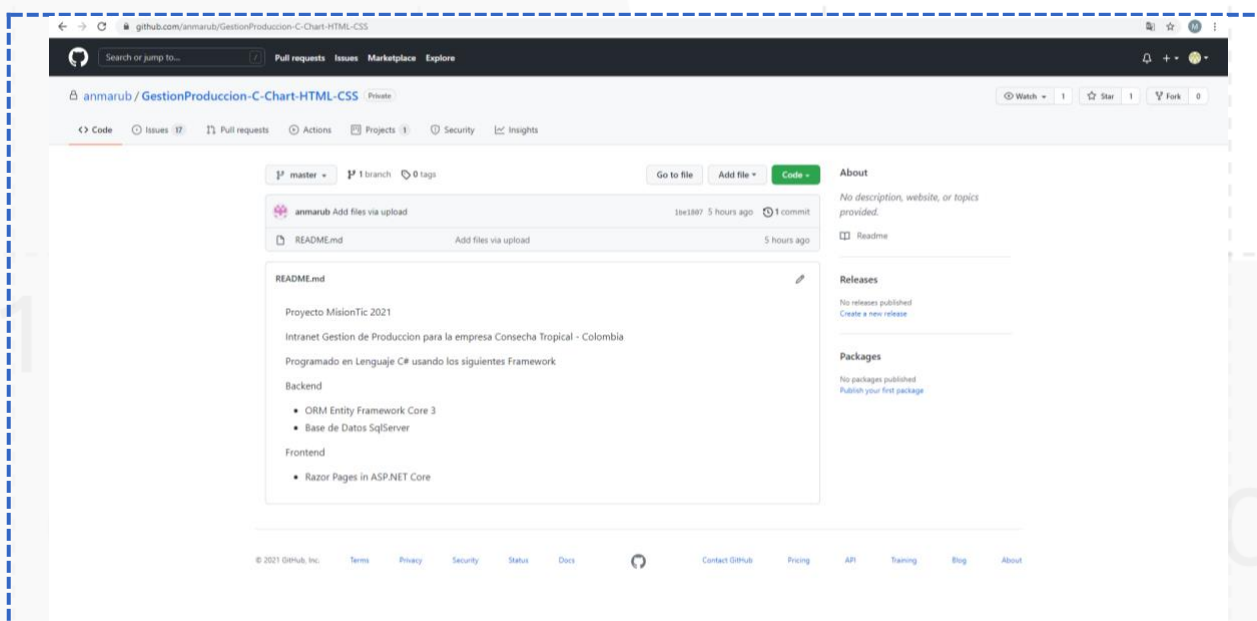 github.com/anmarub/GestionProduccion-C-Chart-HTML-CSS
M
Search or jump to... /
Pull requests Issues Marketplace Explore
anmarub / GestionProduccion-C-Chart-HTML-CSS Private
Watch 1 Star 1 Fork 0
<> Code Issues 17 Pull requests Actions Projects 1 Security Insights
master 1 branch 0 tags Go to file Add file Code
anmarub Add files via upload 5 hours ago 1 commit
README.md Add files via upload 5 hours ago
README.md
Proyecto MisionTic 2021
Intranet Gestion de Produccion para la empresa Consecha Tropical - Colombia
Programado en Lenguaje C# usando los siguientes Framework
Backend
• ORM Entity Framework Core 3
• Base de Datos SqlServer
Frontend
• Razor Pages in ASP.NET Core
About
No description, website, or topics
provided.
Readme
Releases
No releases published
Create a new release
Packages
No packages published
Publish your first package
© 2021 GitHub, Inc. Terms Privacy Security Status Docs Contact GitHub Pricing API Training Blog About